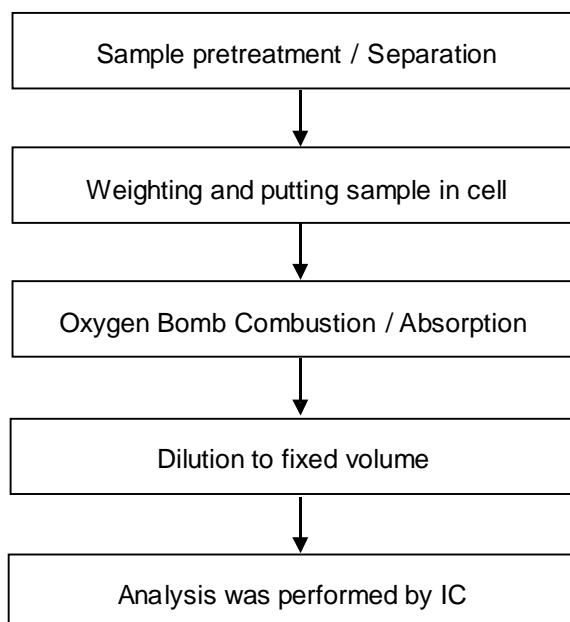 Sample pretreatment / Separation
Weighting and putting sample in cell
Oxygen Bomb Combustion / Absorption
Dilution to fixed volume
Analysis was performed by IC